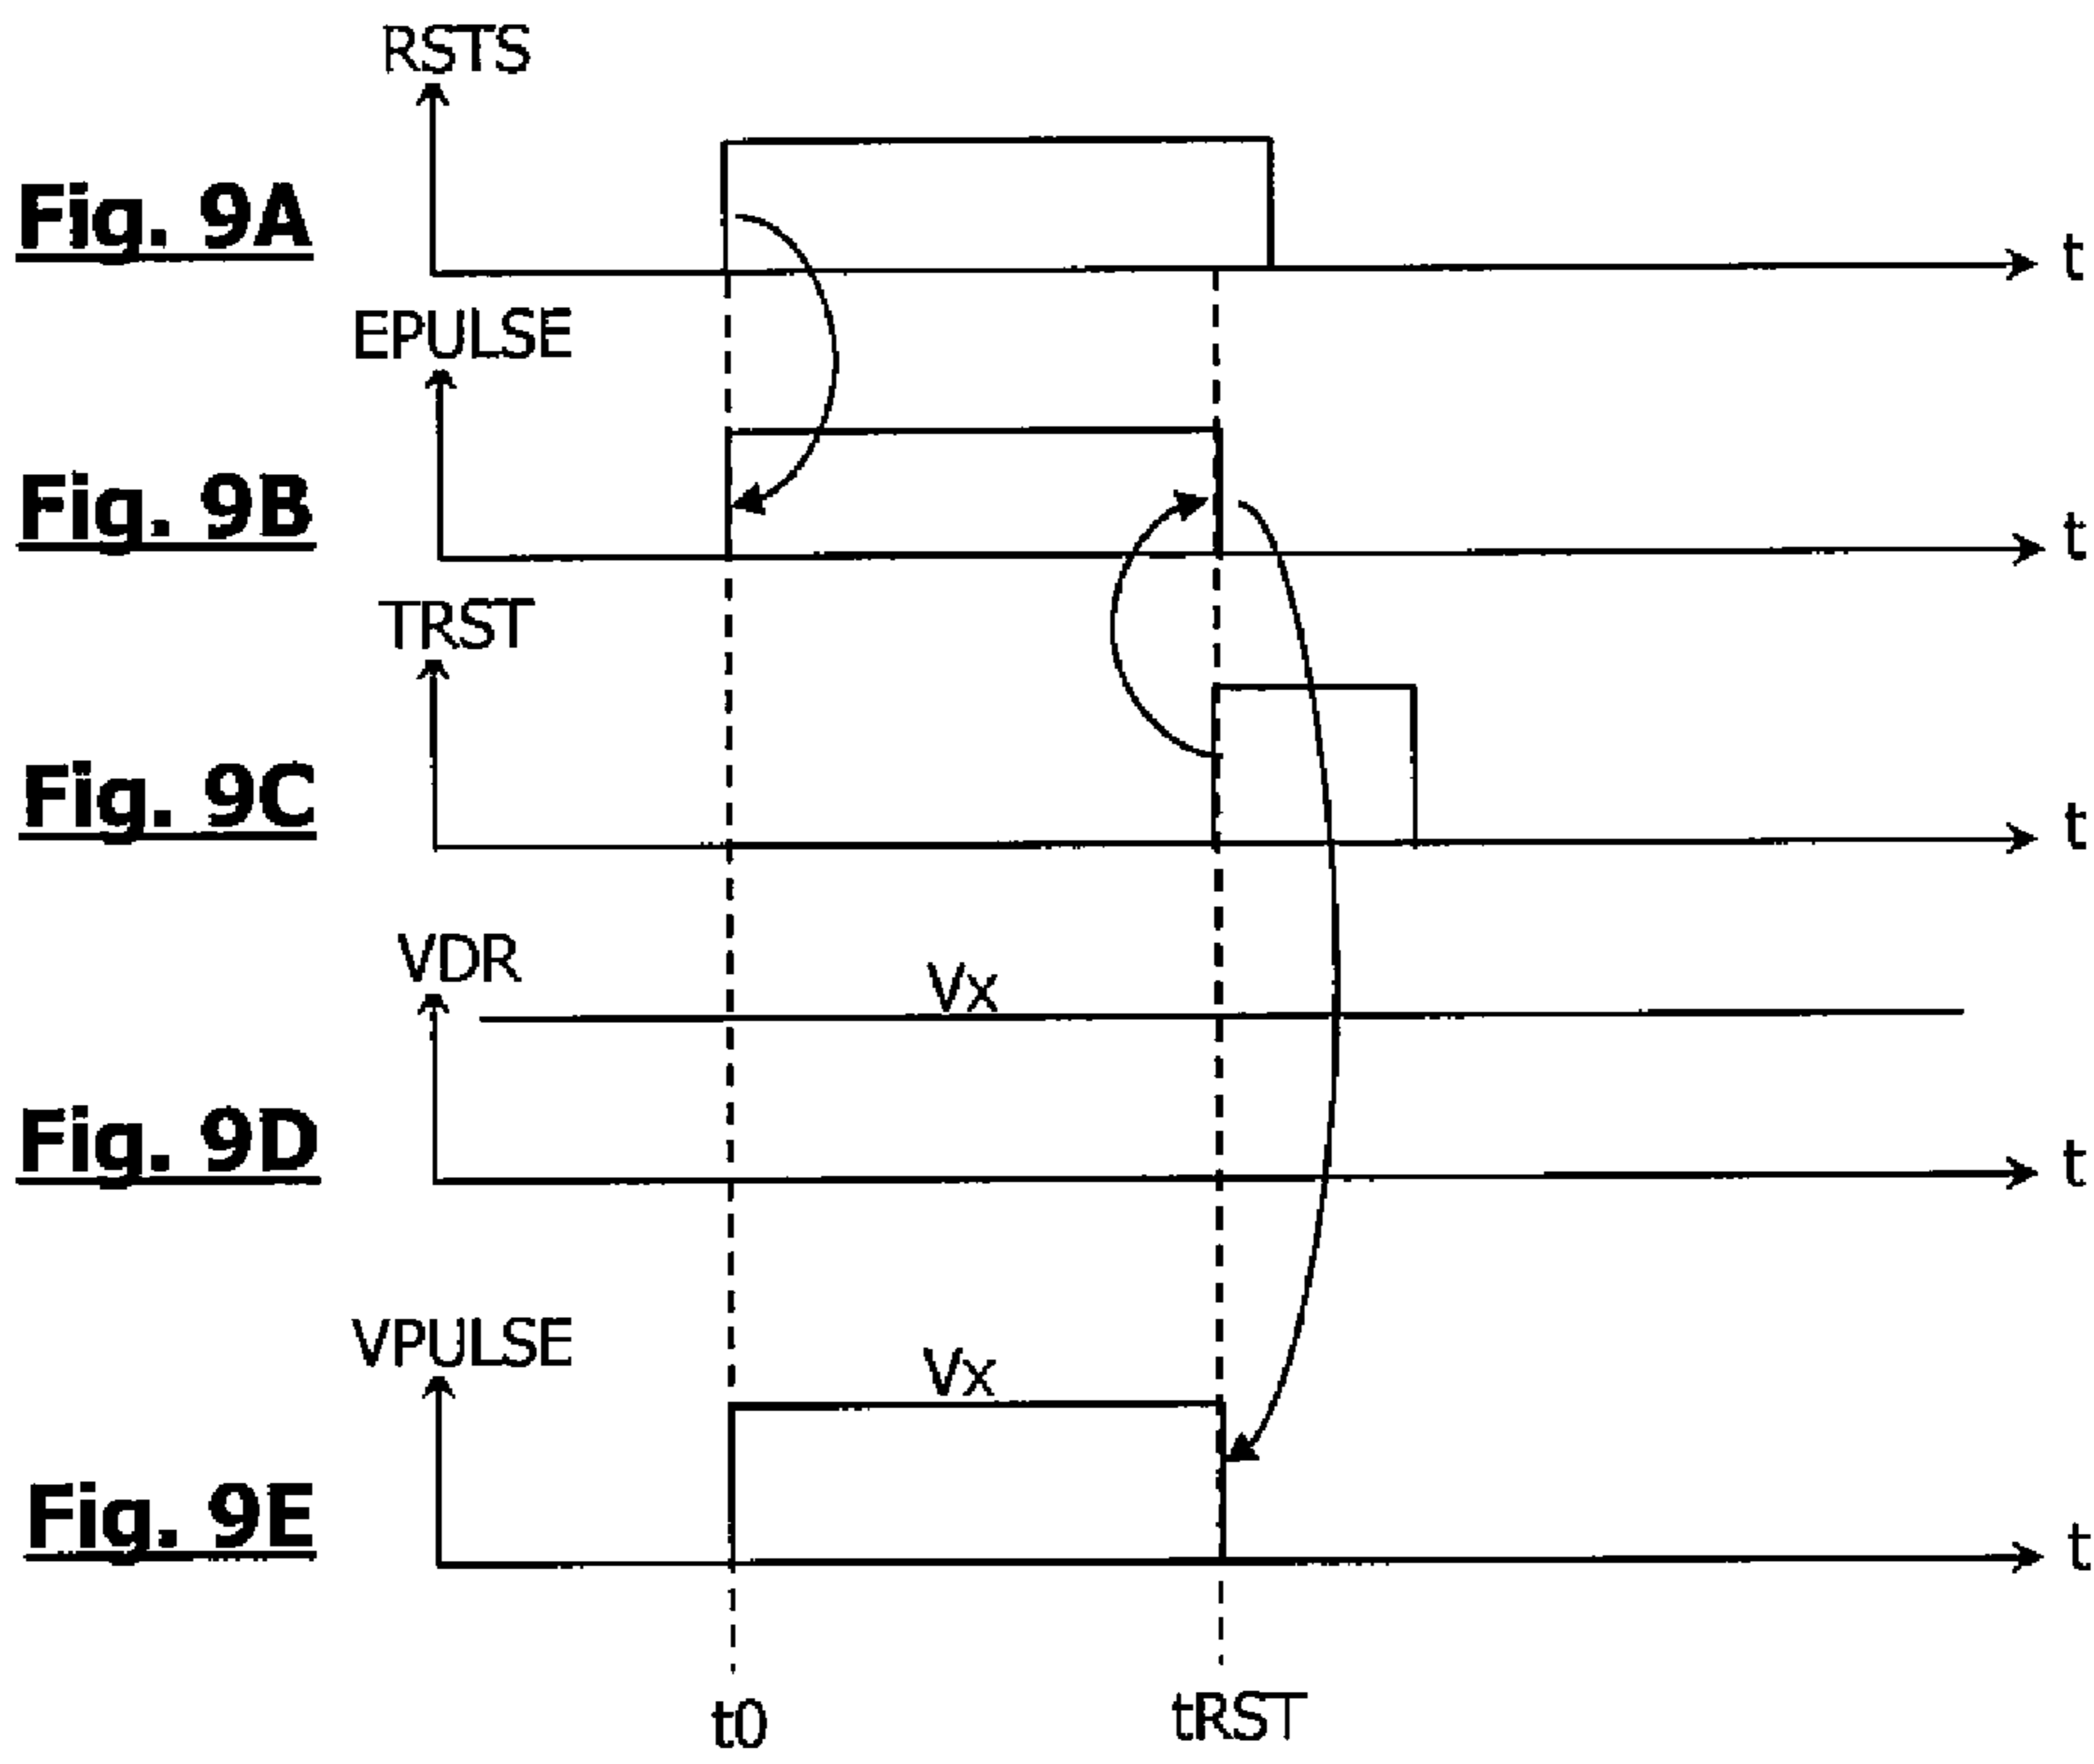 RSTS
Fig. 9A
t
EPULSE
Fig. 9B
t
TRST
Fig. 9C
t
VDR
Vx
Fig. 9D
t
VPULSE
Vx
Fig. 9E
t
t0
tRST